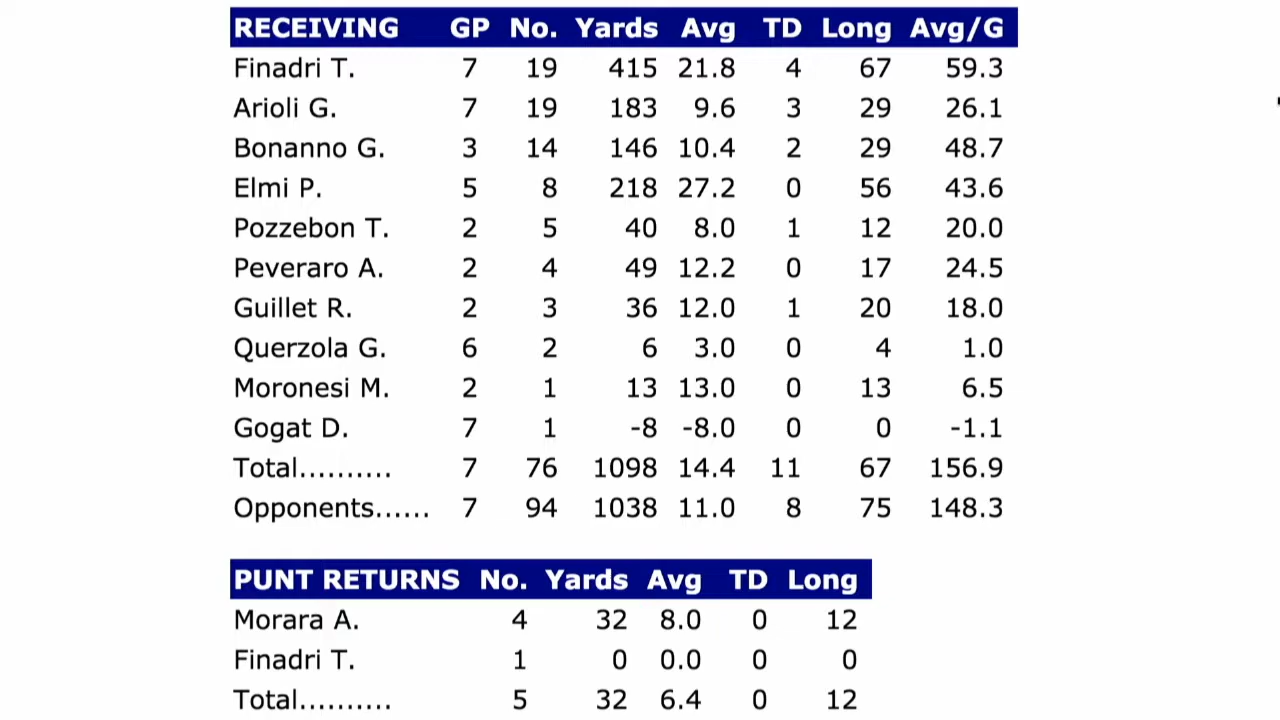 RECEIVING GP No. Yards Avg TD Long Avg/G
Finadri T. 7 19 415 21.8 4 67 59.3
Arioli G. 7 19 183 9.6 3 29 26.1
Bonanno G. 3 14 146 10.4 2 29 48.7
Elmi P. 5 8 218 27.2 0 56 43.6
Pozzebon T. 2 5 40 8.0 1 12 20.0
Peveraro A. 2 4 49 12.2 0 17 24.5
Guillet R. 2 3 36 12.0 1 20 18.0
Querzola G. 6 2 6 3.0 0 4 1.0
Moronesi M. 2 1 13 13.0 0 13 6.5
Gogat D. 7 1 -8 -8.0 0 0 -1.1
Total.......... 7 76 1098 14.4 11 67 156.9
Opponents...... 7 94 1038 11.0 8 75 148.3
PUNT RETURNS No. Yards Avg TD Long
Morara A. 4 32 8.0 0 12
Finadri T. 1 0 0.0 0 0
Total.......... 5 32 6.4 0 12